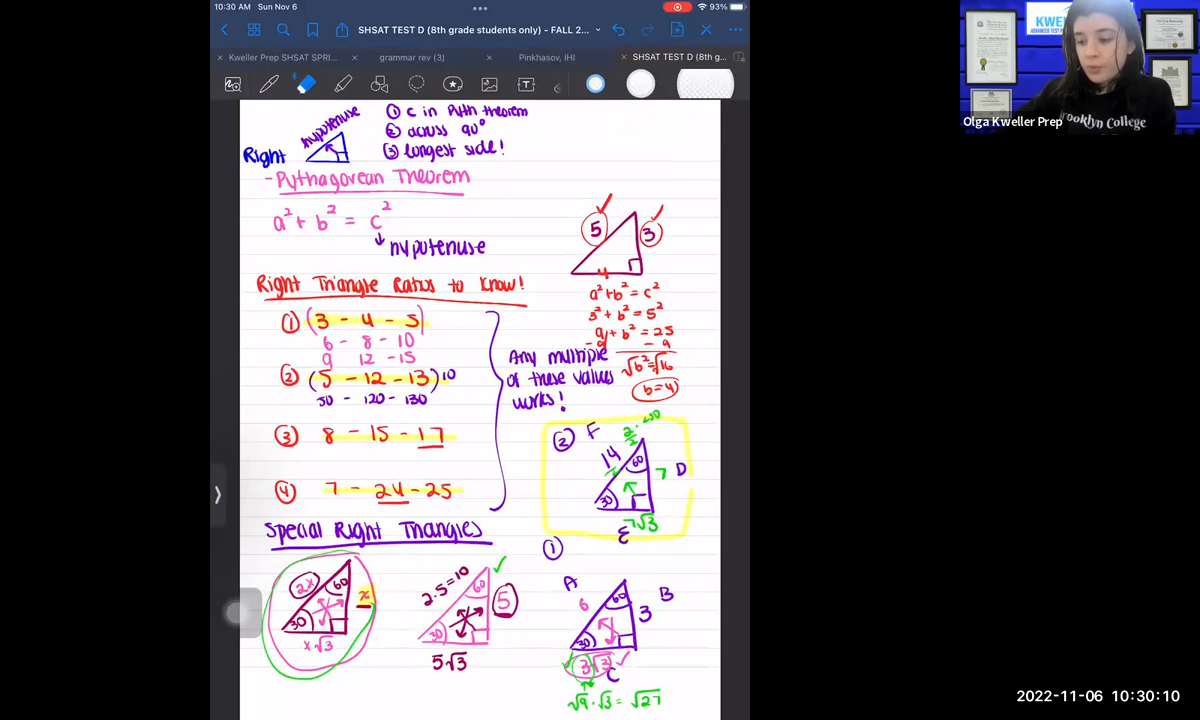 10:30 AM Sun Nov 6
93%
SHSAT TEST D (8th grade students only) – FALL 2...
Kweller Prep SHSAT SPRI...
grammar rev (3)
Pinkhasov, IH)
SHSAT TEST D (8th g...
Right
hypotenuse
① c in Pyth theorem
② across 90°
③ longest side!
- Pythagorean Theorem
a² + b² = c²
hypotenuse
5
3
4
a² + b² = c²
3² + b² = 5²
9 + b² = 25
-9 -9
√b² = √16
b = 4
Right Triangle Ratios to Know!
① (3 - 4 - 5)
6 - 8 - 10
9 12 - 15
② (5 - 12 - 13) 10
50 - 120 - 130
③ 8 - 15 - 17
④ 7 - 24 - 25
Any multiple
of these values
works!
② F
14
60
7 D
30
7√3
E
Special Right Triangles
2x
60
x
30
x√3
2·5=10
60
5
30
5√3
①
A
B
6
60
3
30
3√3
C
√9 · √3 = √27
KWE
ADVANCED TEST P
Brooklyn College
Olga Kweller Prep
2022-11-06 10:30:10